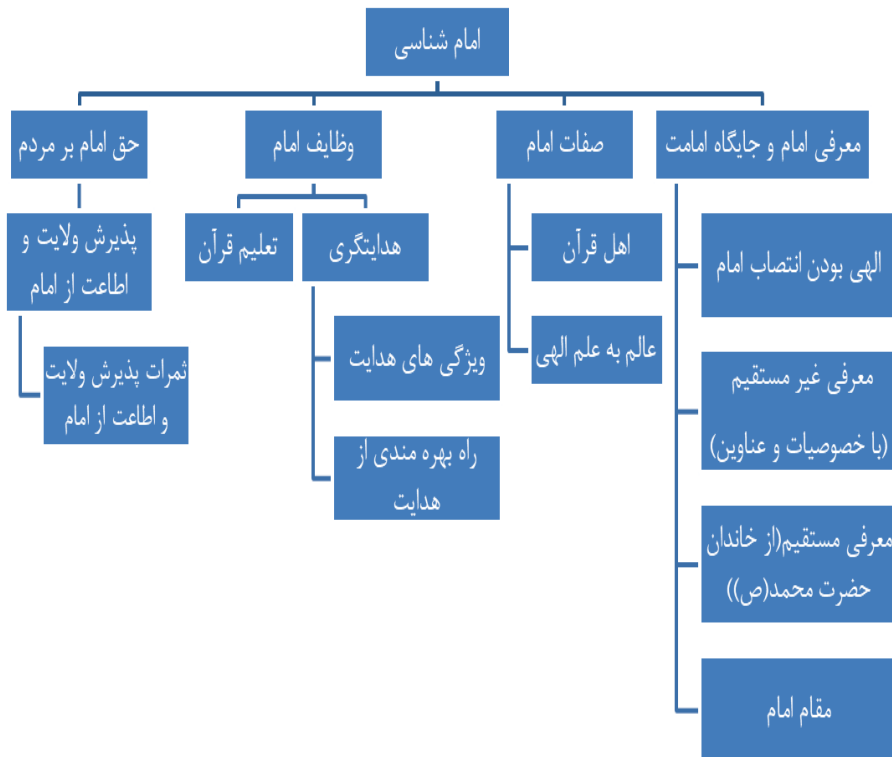 امام شناسی
معرفی امام و جایگاه امامت
صفات امام
وظایف امام
حق امام بر مردم
الهی بودن انتصاب امام
معرفی غیر مستقیم
(با خصوصیات و عناوین)
معرفی مستقیم(از خاندان
حضرت محمد(ص))
مقام امام
اهل قرآن
عالم به علم الهی
هدایتگری
تعلیم قرآن
ویژگی های هدایت
راه بهره مندی از
هدایت
پذیرش ولایت و
اطاعت از امام
ثمرات پذیرش ولایت
و اطاعت از امام